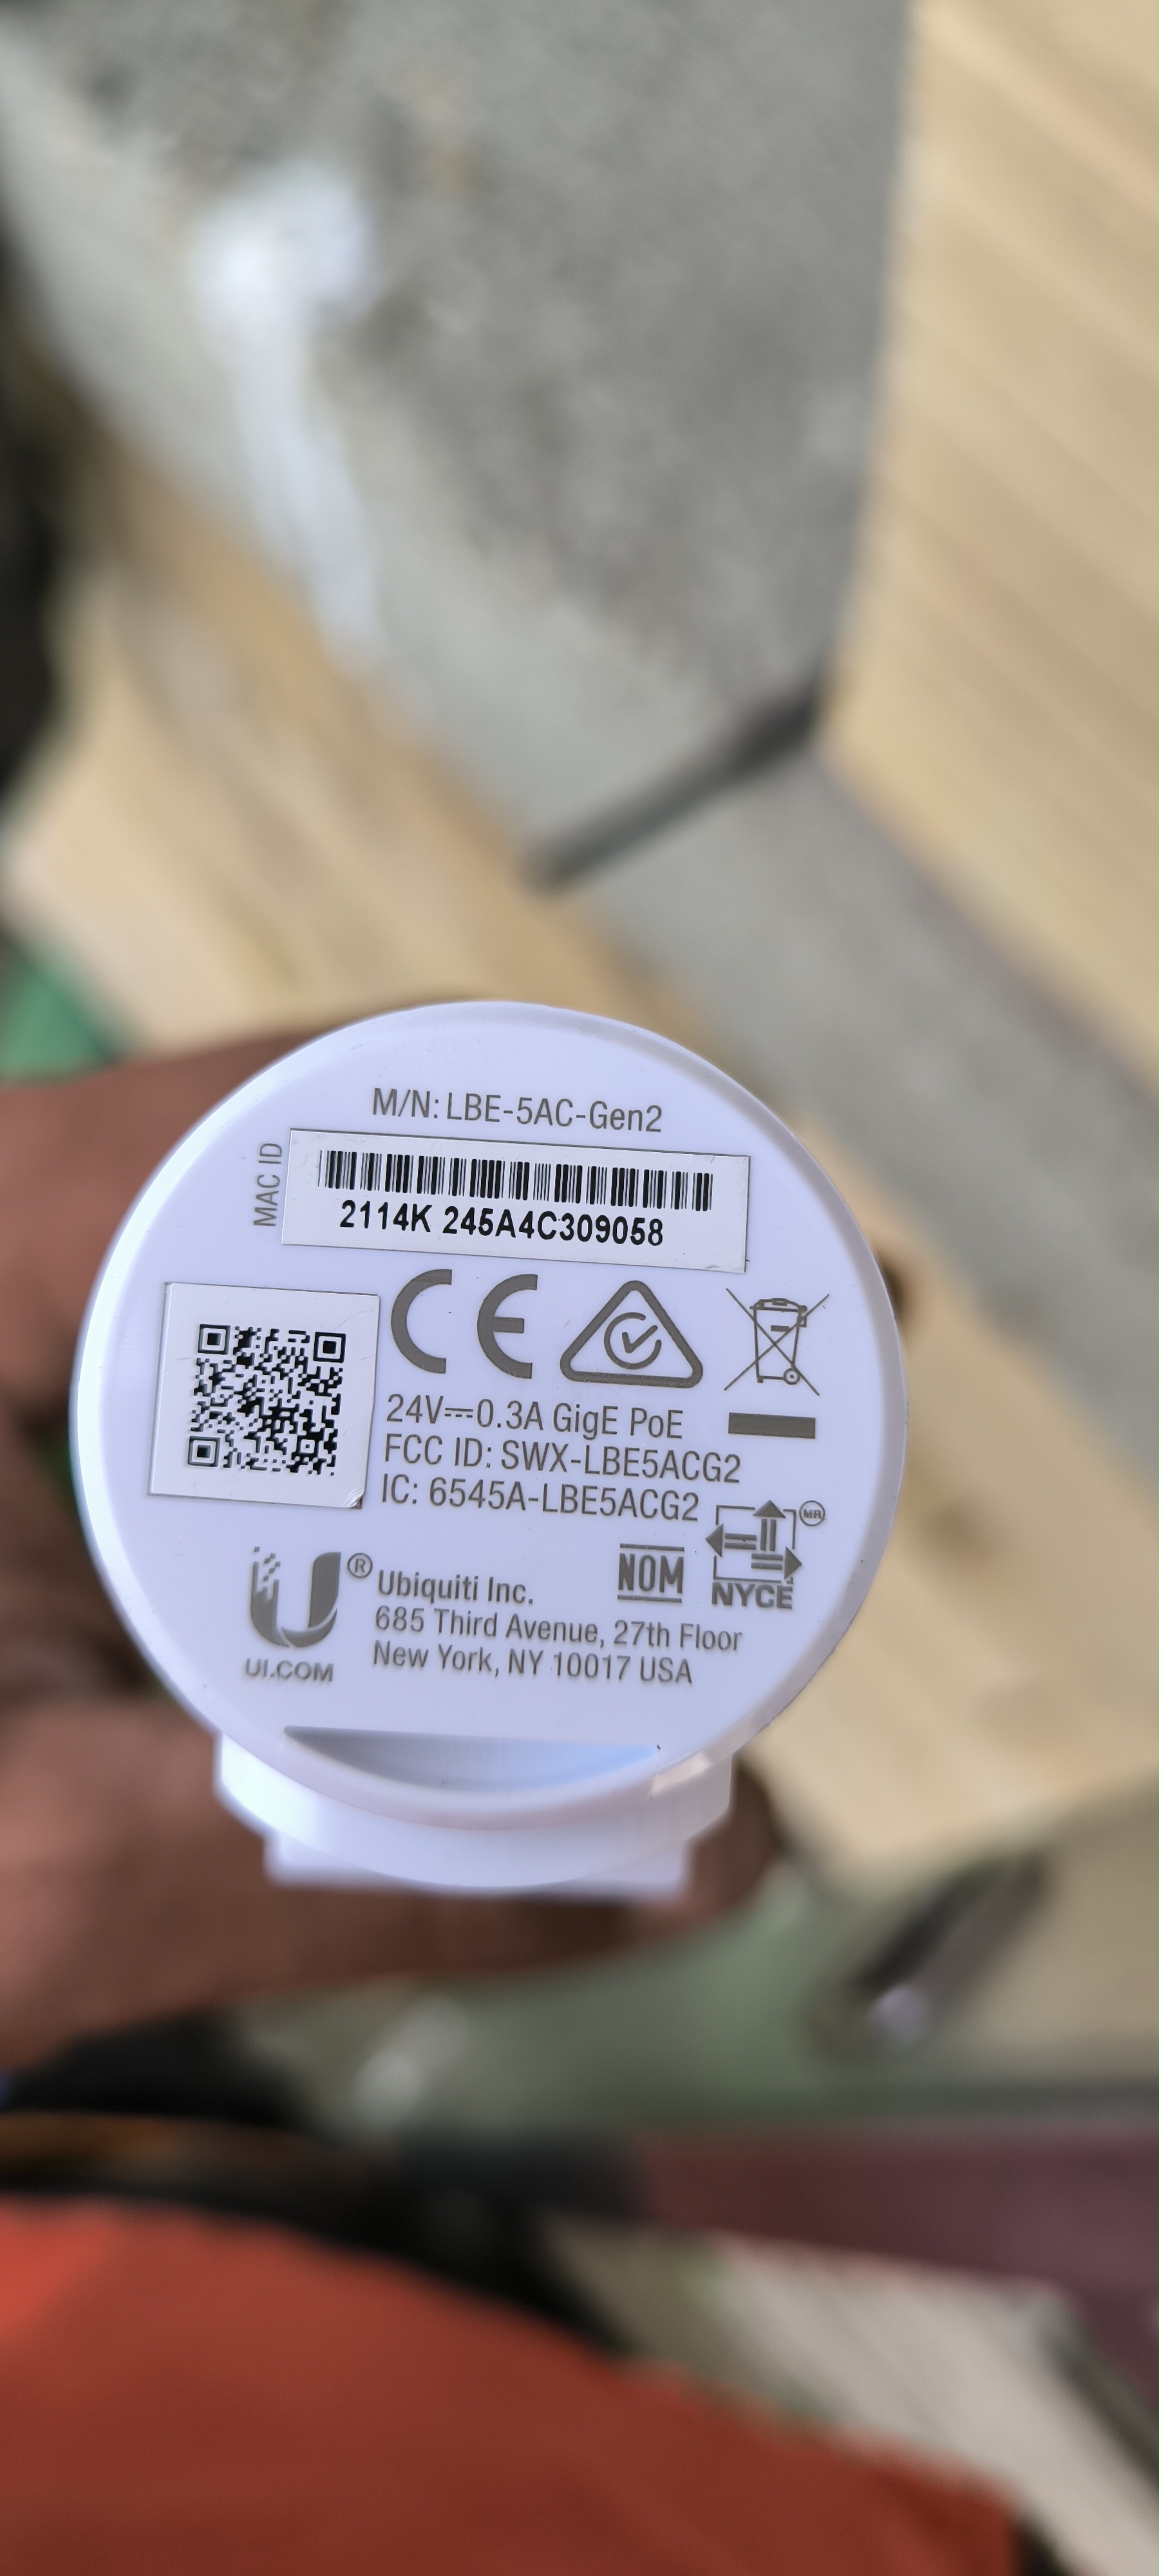 M/N: LBE-5AC-Gen2
MAC ID
2114K 245A4C309058
CE
24V⎓0.3A GigE PoE
FCC ID: SWX-LBE5ACG2
IC: 6545A-LBE5ACG2
MR
NOM
NYCE
U®
UI.COM
Ubiquiti Inc.
685 Third Avenue, 27th Floor
New York, NY 10017 USA